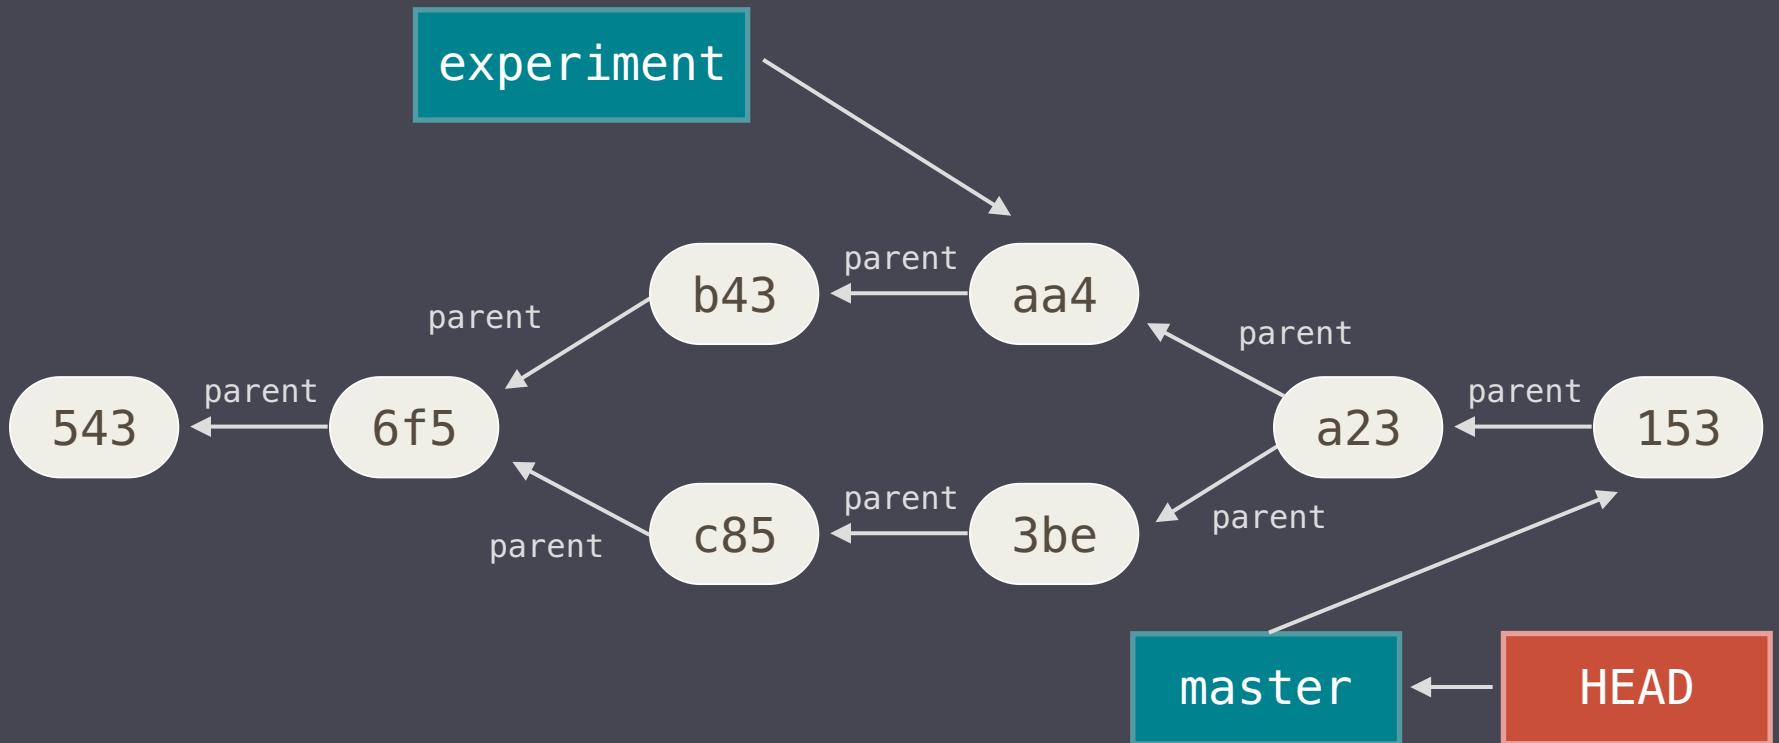 experiment
parent
b43
aa4
parent
parent
parent
parent
543
6f5
a23
153
parent
c85
3be
parent
parent
master
HEAD